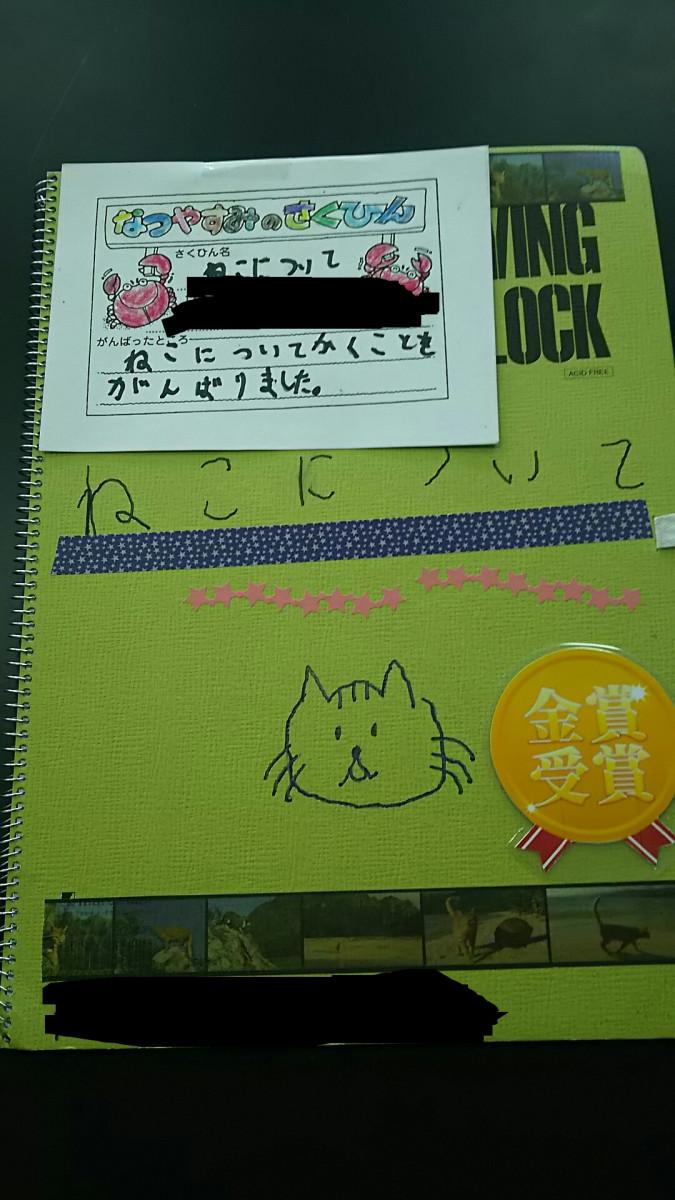 なつやすみのさくひん
さくひん名
ねこについて
がんばったところ
ねこについてかくことを
がんばりました。
VING
LOCK
ACID FREE
ねこについて
金賞
受賞